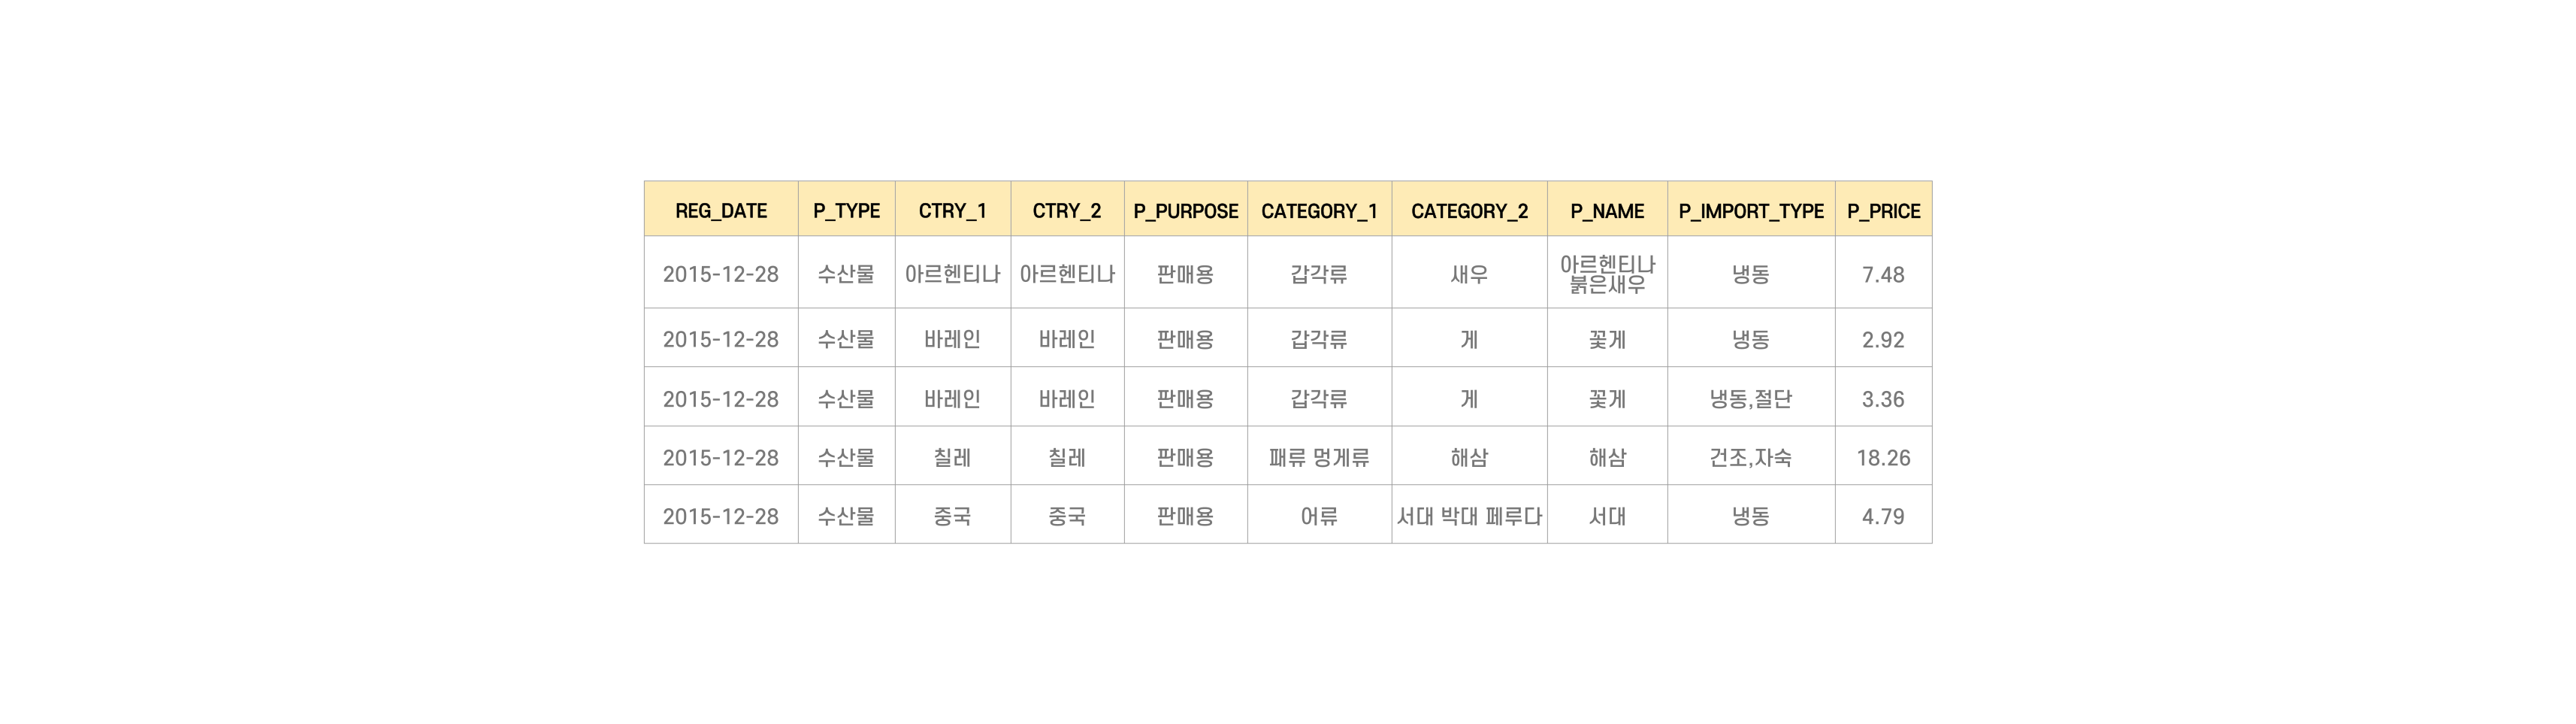 REG_DATE P_TYPE CTRY_1 CTRY_2 P_PURPOSE CATEGORY_1 CATEGORY_2 P_NAME P_IMPORT_TYPE P_PRICE
2015-12-28 수산물 아르헨티나 아르헨티나 판매용 갑각류 새우 아르헨티나 붉은새우 냉동 7.48
2015-12-28 수산물 바레인 바레인 판매용 갑각류 게 꽃게 냉동 2.92
2015-12-28 수산물 바레인 바레인 판매용 갑각류 게 꽃게 냉동,절단 3.36
2015-12-28 수산물 칠레 칠레 판매용 패류 멍게류 해삼 해삼 건조,자숙 18.26
2015-12-28 수산물 중국 중국 판매용 어류 서대 박대 페루다 서대 냉동 4.79